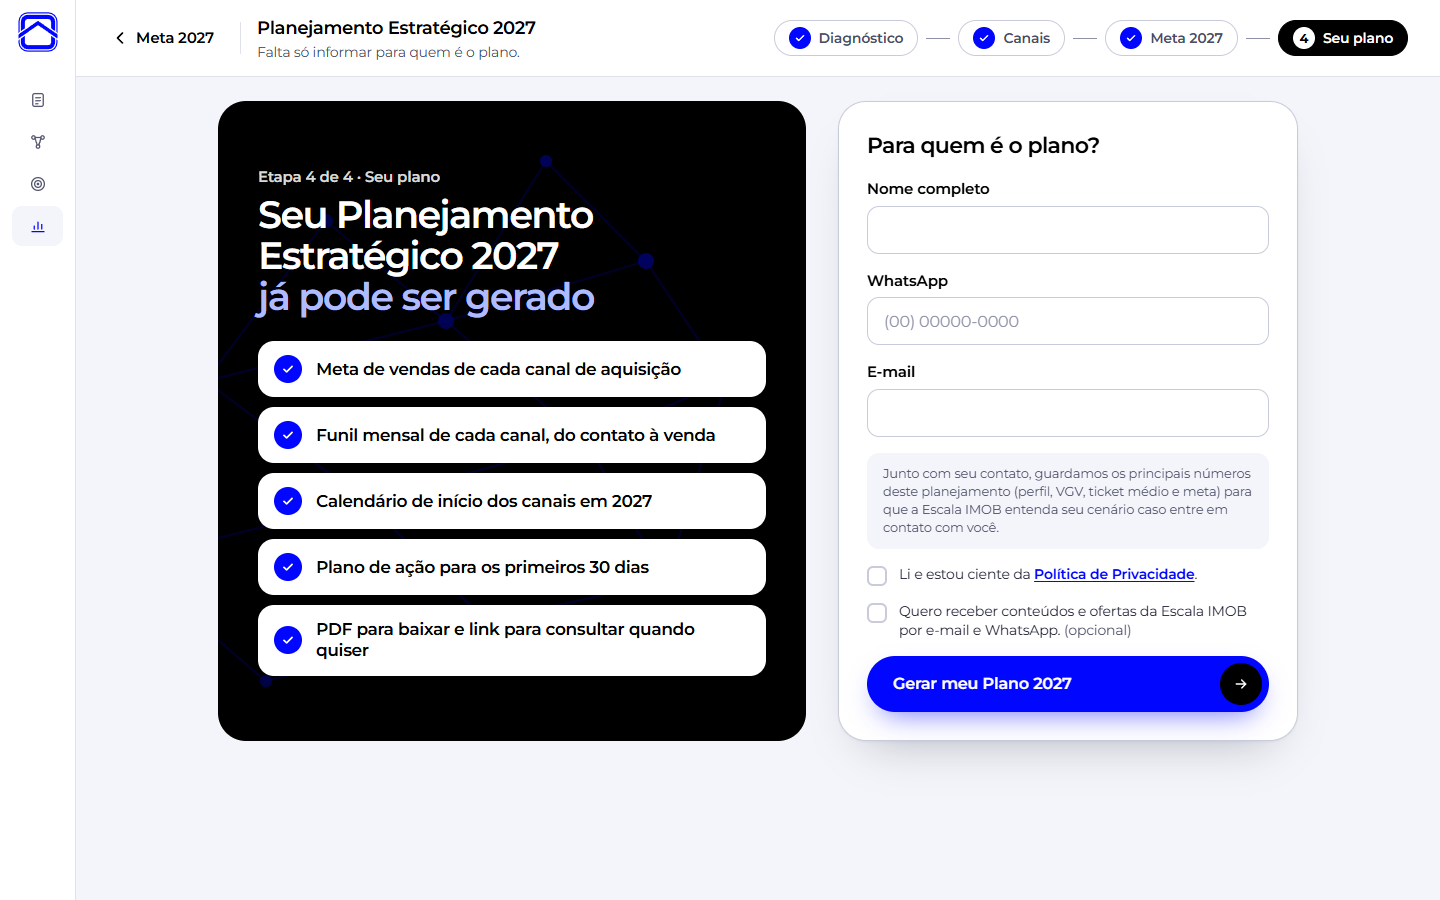 Meta 2027
Planejamento Estratégico 2027
Falta só informar para quem é o plano.
Diagnóstico
Canais
Meta 2027
4 Seu plano
Etapa 4 de 4 · Seu plano
Seu Planejamento
Estratégico 2027
já pode ser gerado
Meta de vendas de cada canal de aquisição
Funil mensal de cada canal, do contato à venda
Calendário de início dos canais em 2027
Plano de ação para os primeiros 30 dias
PDF para baixar e link para consultar quando
quiser
Para quem é o plano?
Nome completo
WhatsApp
(00) 00000-0000
E-mail
Junto com seu contato, guardamos os principais números
deste planejamento (perfil, VGV, ticket médio e meta) para
que a Escala IMOB entenda seu cenário caso entre em
contato com você.
Li e estou ciente da Política de Privacidade.
Quero receber conteúdos e ofertas da Escala IMOB
por e-mail e WhatsApp. (opcional)
Gerar meu Plano 2027